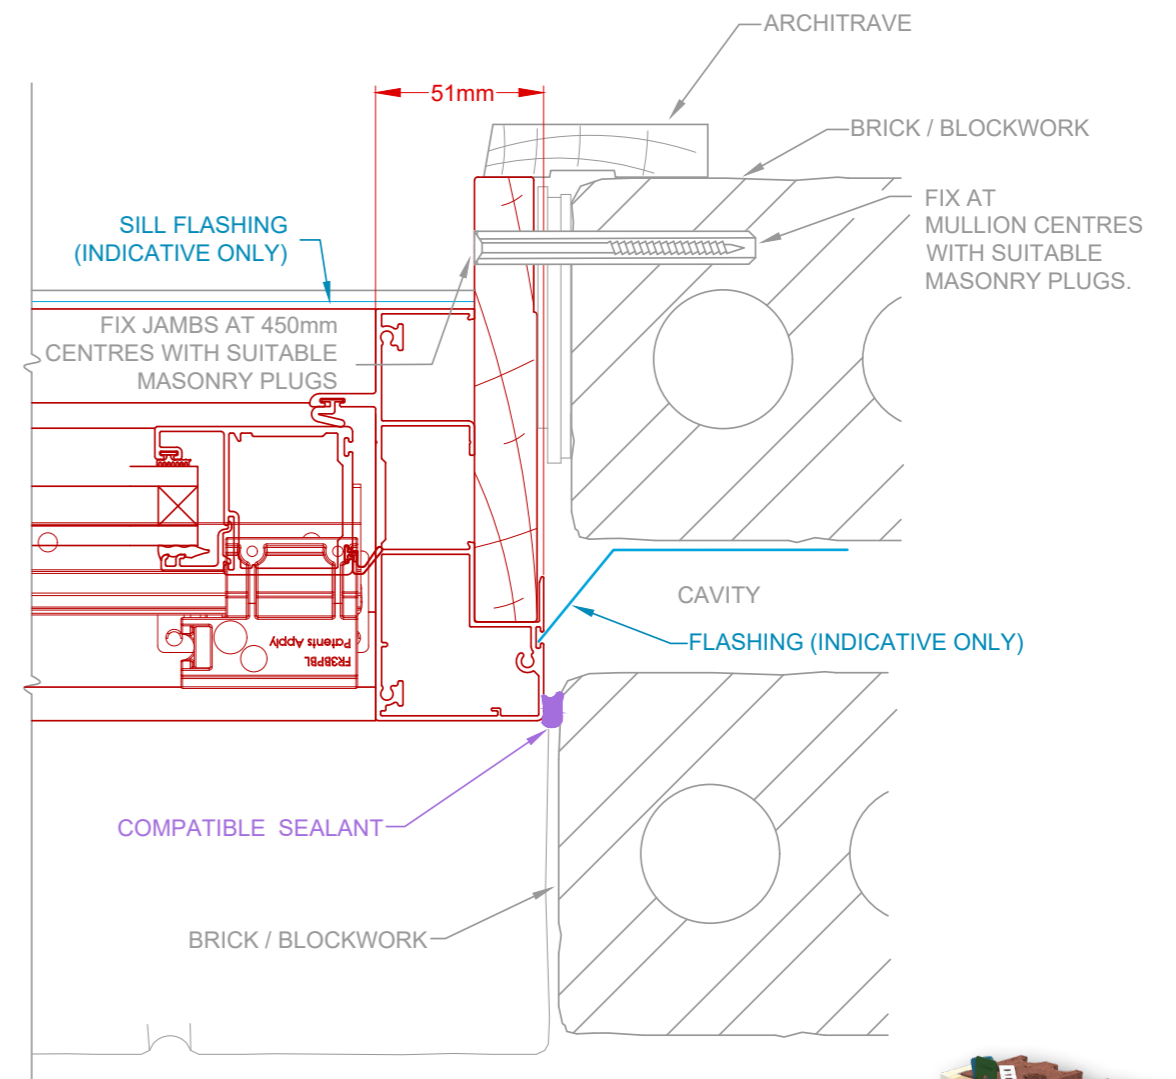 ARCHITRAVE
51mm
BRICK / BLOCKWORK
FIX AT
MULLION CENTRES
WITH SUITABLE
MASONRY PLUGS.
SILL FLASHING
(INDICATIVE ONLY)
FIX JAMBS AT 450mm
CENTRES WITH SUITABLE
MASONRY PLUGS
CAVITY
FLASHING (INDICATIVE ONLY)
FR3BPBL
Patents Apply
COMPATIBLE SEALANT
BRICK / BLOCKWORK